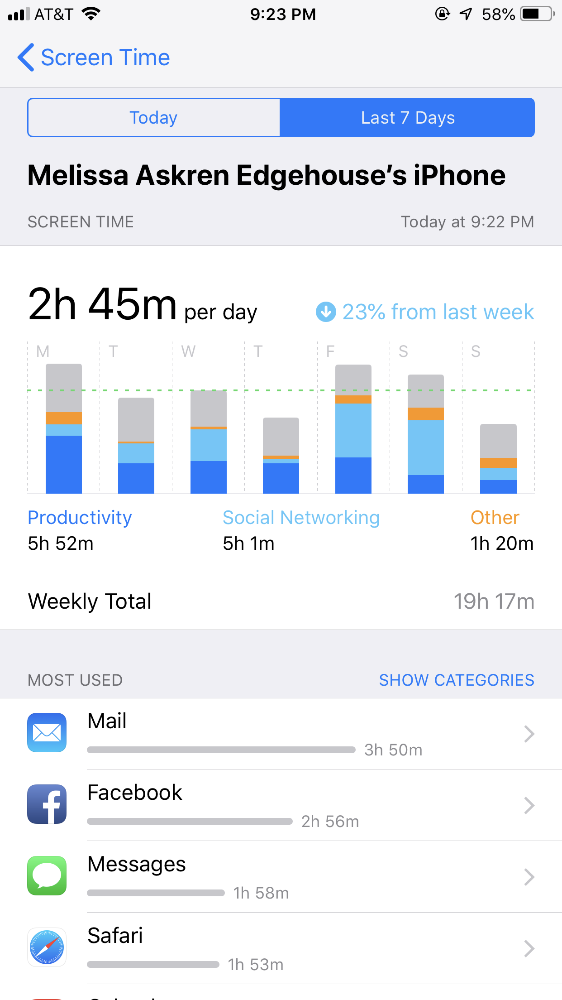 AT&T 9:23 PM 58%
Screen Time
Today Last 7 Days
Melissa Askren Edgehouse’s iPhone
SCREEN TIME Today at 9:22 PM
2h 45m per day 23% from last week
M T W T F S S
Productivity Social Networking Other
5h 52m 5h 1m 1h 20m
Weekly Total 19h 17m
MOST USED SHOW CATEGORIES
Mail
3h 50m
Facebook
2h 56m
Messages
1h 58m
Safari
1h 53m